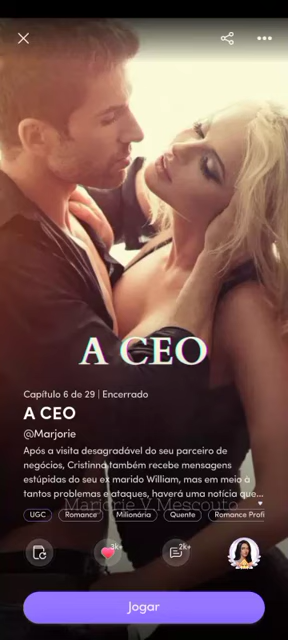 A CEO
Capítulo 6 de 29 | Encerrado
A CEO
@Marjorie
Após a visita desagradável do seu parceiro de
negócios, Cristinna também recebe mensagens
estúpidas do seu ex marido William, mas em meio á
tantos problemas e ataques, haverá uma notícia que...
Marjorie V Mescouto
UGC
Romance
Milionária
Quente
Romance Profi
3k+
2k+
Jogar